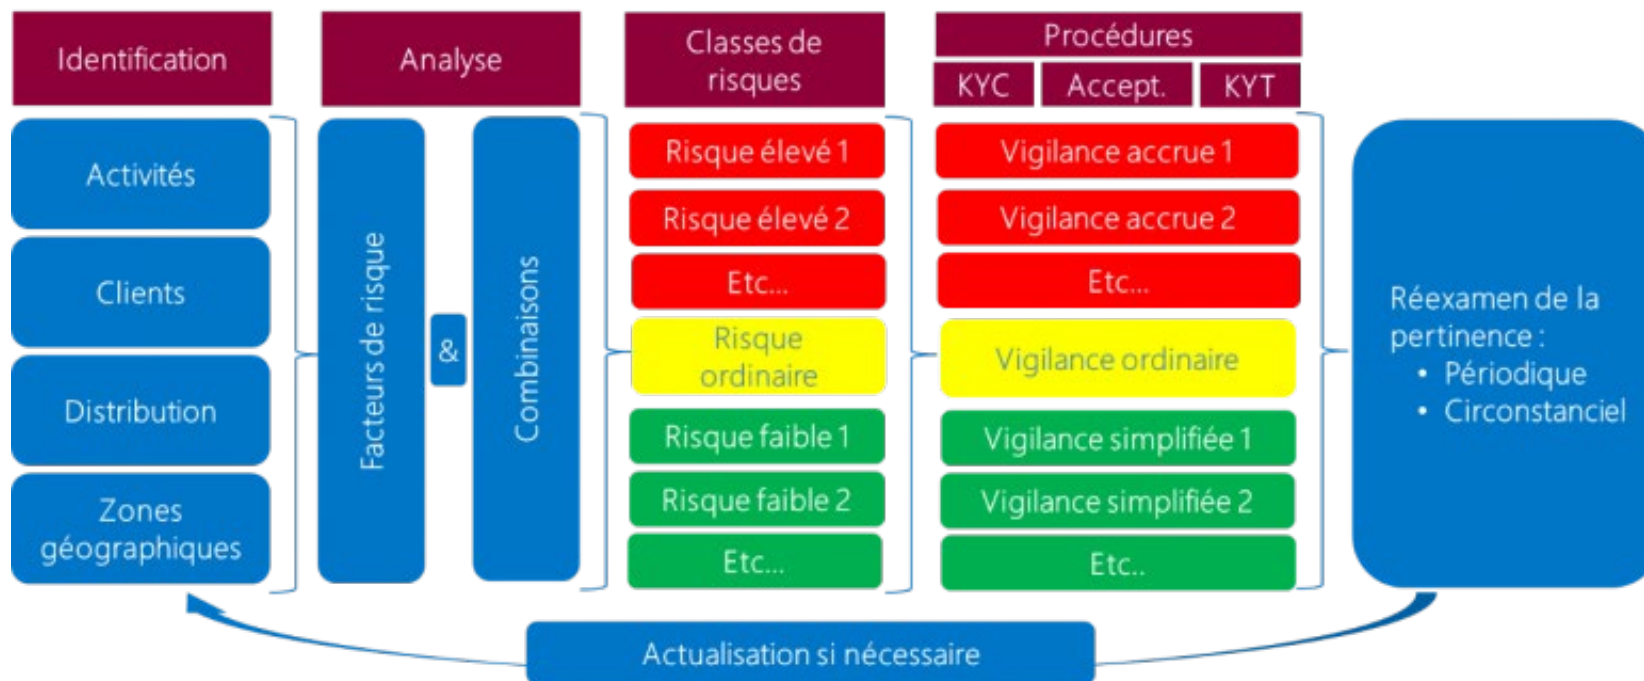 Identification
Analyse
Classes de
risques
Procédures
KYC
Accept.
KYT
Activités
Clients
Distribution
Zones
géographiques
Facteurs de risque
&
Combinaisons
Risque élevé 1
Risque élevé 2
Etc...
Risque
ordinaire
Risque faible 1
Risque faible 2
Etc...
Vigilance accrue 1
Vigilance accrue 2
Etc...
Vigilance ordinaire
Vigilance simplifiée 1
Vigilance simplifiée 2
Etc..
Réexamen de la
pertinence :
• Périodique
• Circonstanciel
Actualisation si nécessaire